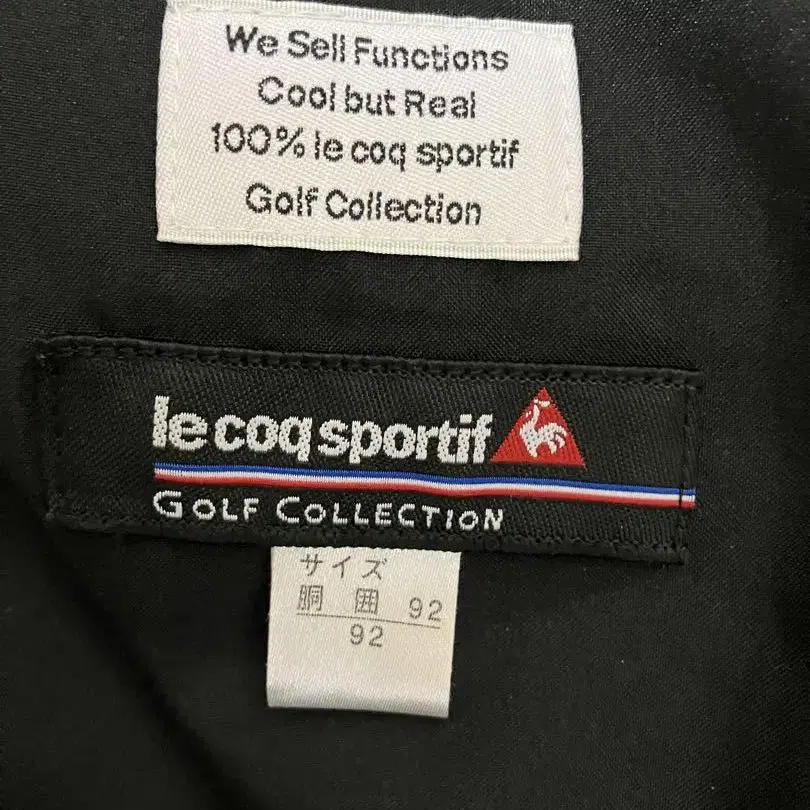 We Sell Functions
Cool but Real
100% le coq sportif
Golf Collection
le coq sportif
GOLF COLLECTION
サイズ
胴 囲 92
92